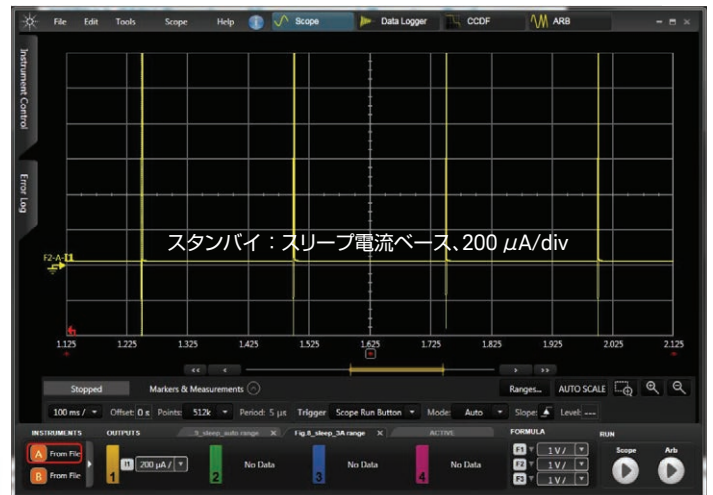 File Edit Tools Scope Help Scope Data Logger CCDF ARB
Instrument Control
Error Log
スタンバイ：スリープ電流ベース、200 μA/div
F2-A-I1
1.125 1.225 1.325 1.425 1.525 1.625 1.725 1.825 1.925 2.025 2.125
Stopped Markers & Measurements Ranges... AUTO SCALE
100 ms / Offset: 0 s Points: 512k Period: 5 μs Trigger Scope Run Button Mode: Auto Slope: Level: ---
INSTRUMENTS OUTPUTS 3_sleep_auto range X Fig.8_sleep_3A range X ACTIVE FORMULA RUN
A From File I1 200 μA / No Data No Data No Data F1 1 V/ Scope Arb
B From File 1 2 3 4 F2 1 V/
F3 1 V/